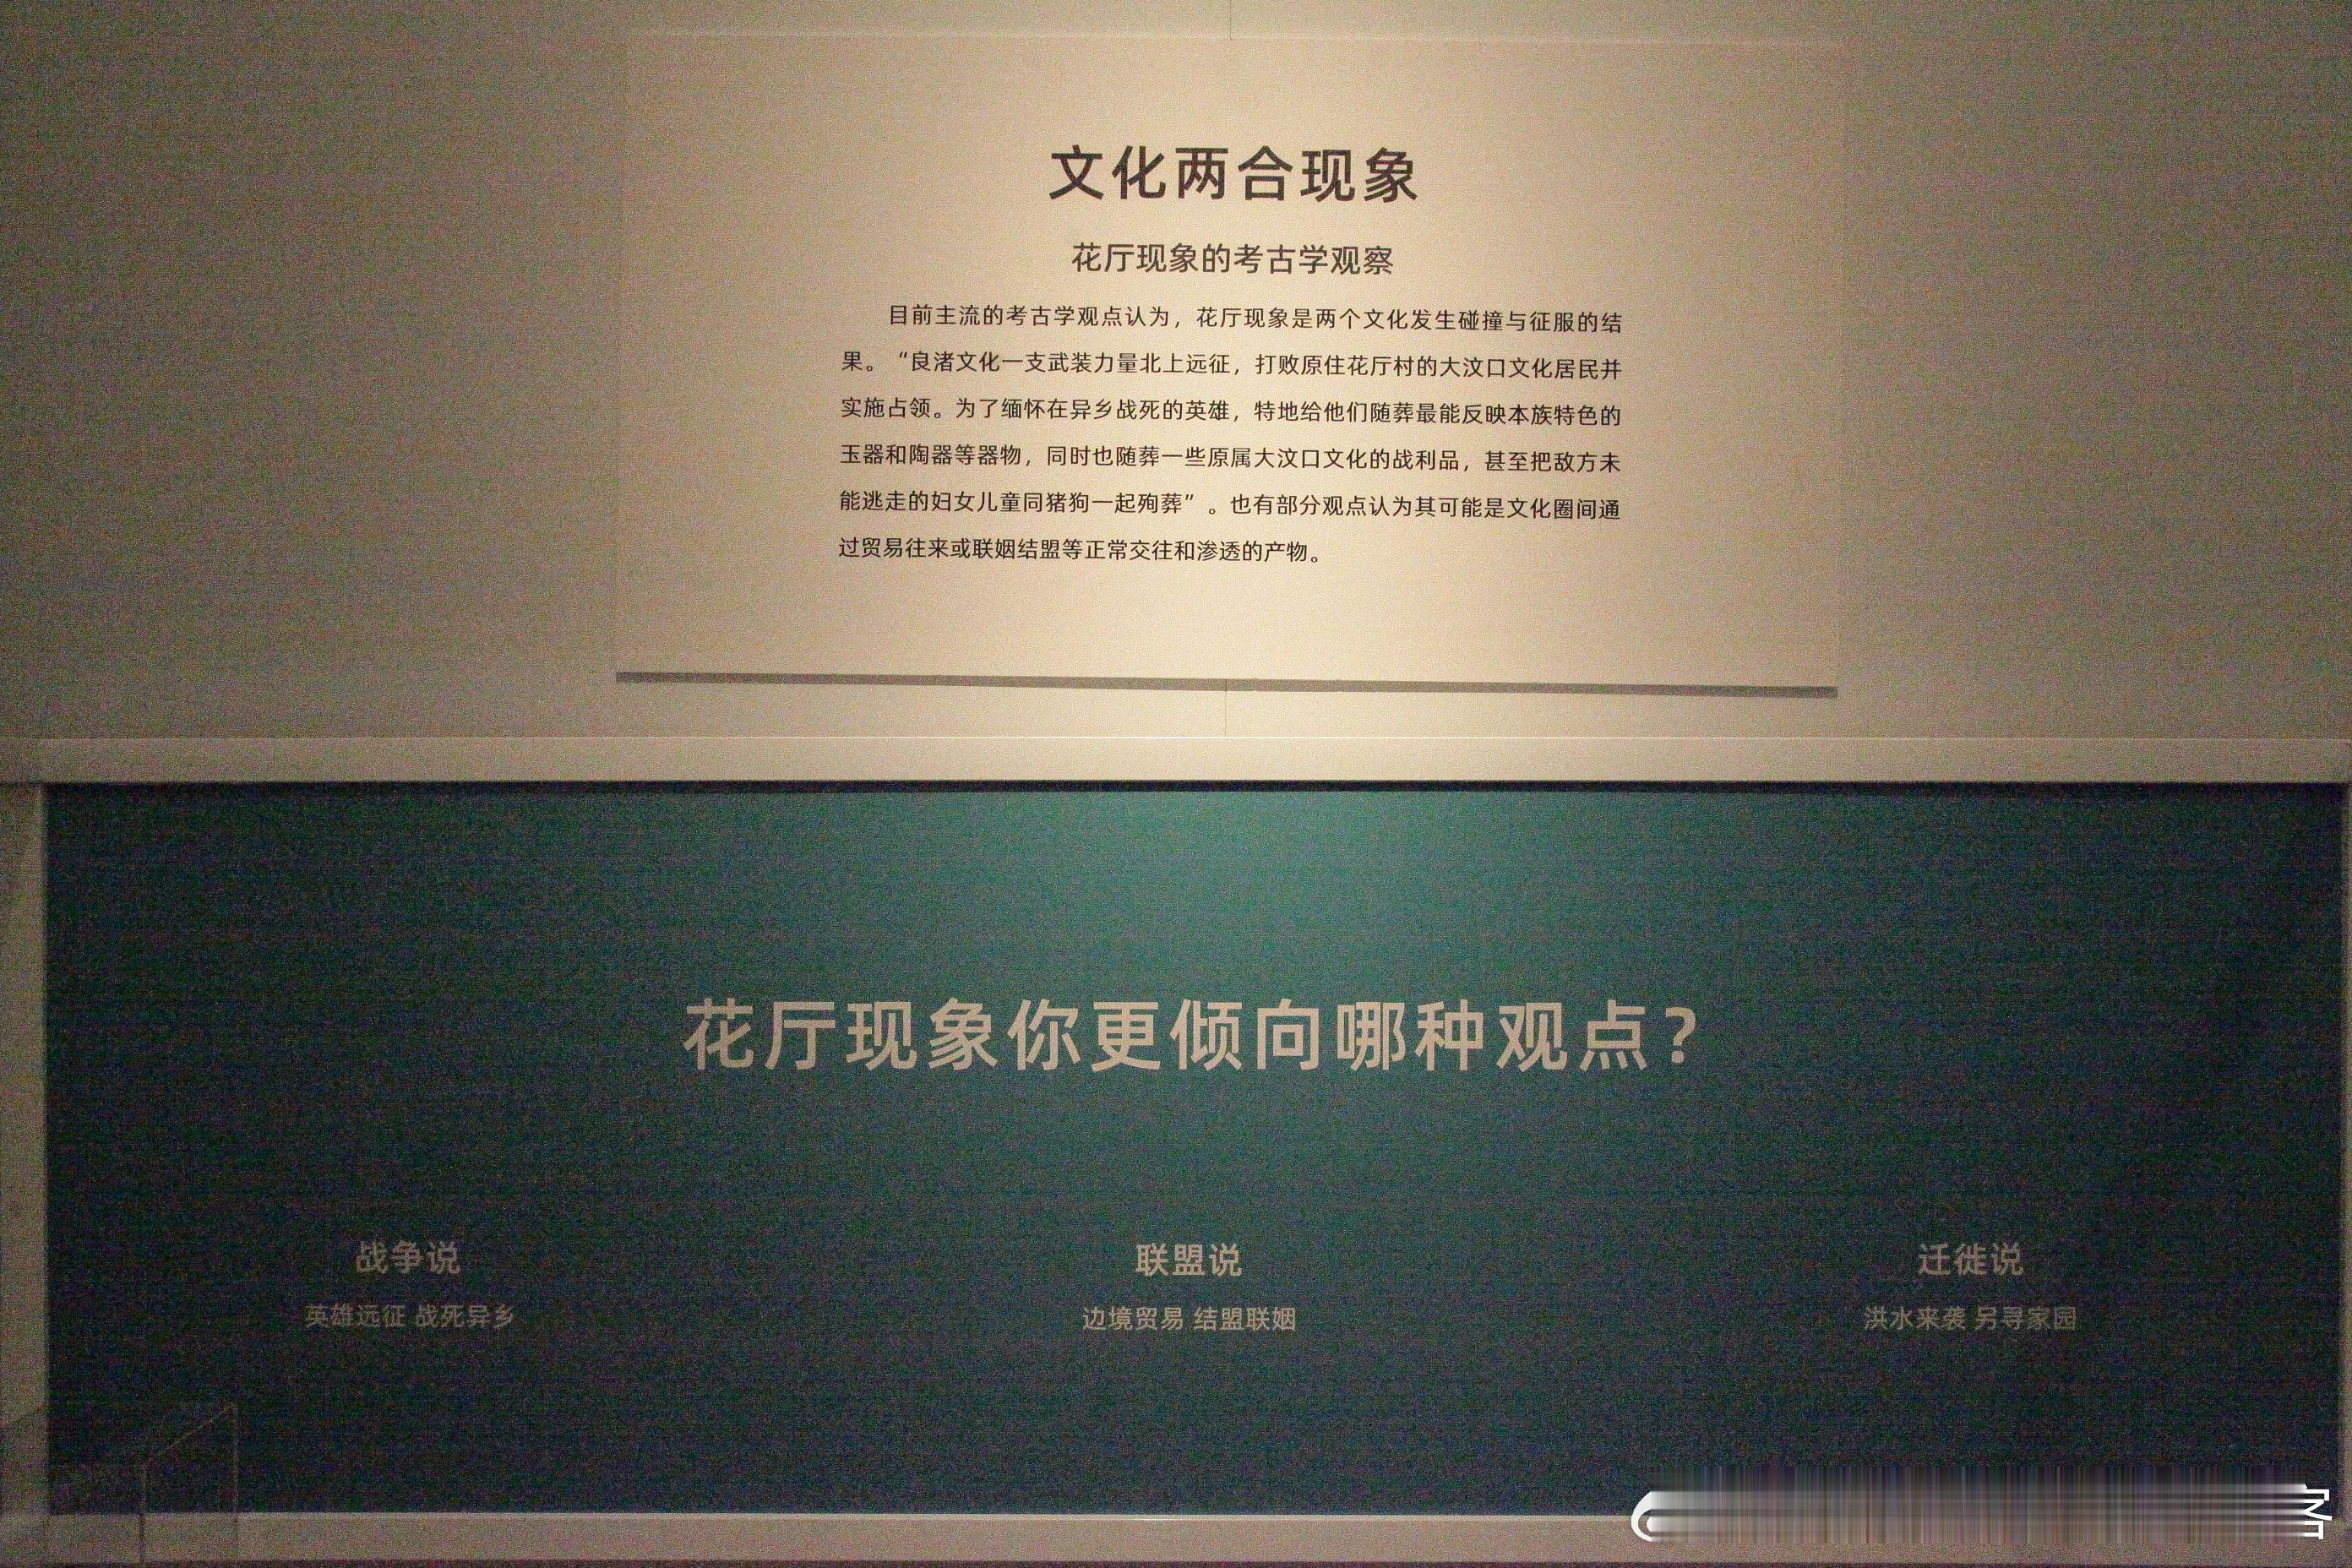 文化两合现象
花厅现象的考古学观察
目前主流的考古学观点认为，花厅现象是两个文化发生碰撞与征服的结
果。“良渚文化一支武装力量北上远征，打败原住花厅村的大汶口文化居民并
实施占领。为了缅怀在异乡战死的英雄，特地给他们随葬最能反映本族特色的
玉器和陶器等器物，同时也随葬一些原属大汶口文化的战利品，甚至把敌方未
能逃走的妇女儿童同猪狗一起殉葬”。也有部分观点认为其可能是文化圈间通
过贸易往来或联姻结盟等正常交往和渗透的产物。
花厅现象你更倾向哪种观点？
战争说 联盟说 迁徙说
英雄远征 战死异乡 边境贸易 结盟联姻 洪水来袭 另寻家园